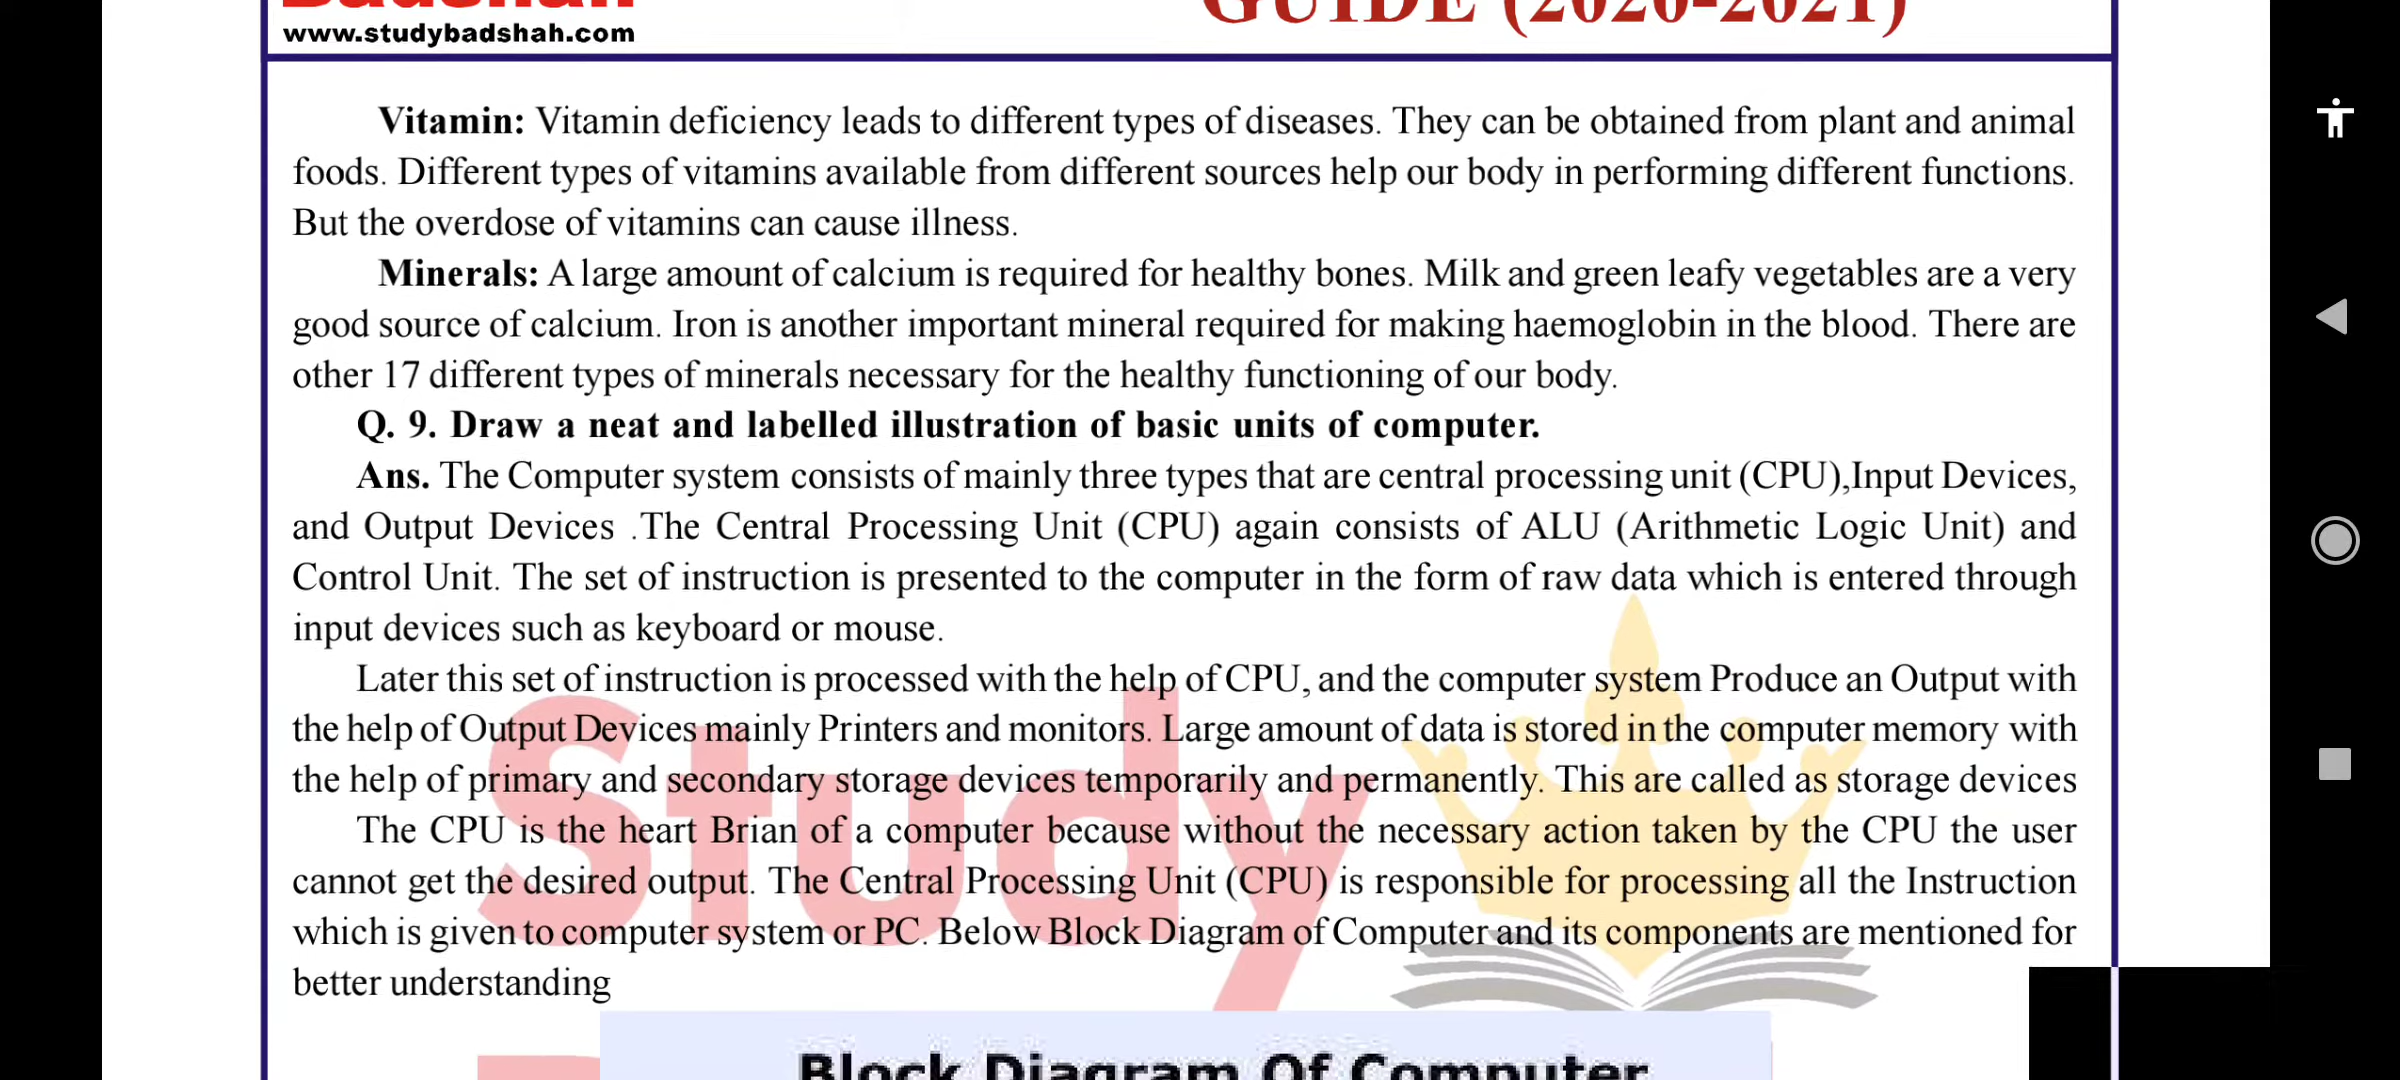 Badshah
GUIDE (2020-2021)
www.studybadshah.com
Vitamin: Vitamin deficiency leads to different types of diseases. They can be obtained from plant and animal
foods. Different types of vitamins available from different sources help our body in performing different functions.
But the overdose of vitamins can cause illness.
Minerals: A large amount of calcium is required for healthy bones. Milk and green leafy vegetables are a very
good source of calcium. Iron is another important mineral required for making haemoglobin in the blood. There are
other 17 different types of minerals necessary for the healthy functioning of our body.
Q. 9. Draw a neat and labelled illustration of basic units of computer.
Ans. The Computer system consists of mainly three types that are central processing unit (CPU),Input Devices,
and Output Devices .The Central Processing Unit (CPU) again consists of ALU (Arithmetic Logic Unit) and
Control Unit. The set of instruction is presented to the computer in the form of raw data which is entered through
input devices such as keyboard or mouse.
Later this set of instruction is processed with the help of CPU, and the computer system Produce an Output with
the help of Output Devices mainly Printers and monitors. Large amount of data is stored in the computer memory with
the help of primary and secondary storage devices temporarily and permanently. This are called as storage devices
The CPU is the heart Brian of a computer because without the necessary action taken by the CPU the user
cannot get the desired output. The Central Processing Unit (CPU) is responsible for processing all the Instruction
which is given to computer system or PC. Below Block Diagram of Computer and its components are mentioned for
better understanding
Study
Block Diagram Of Computer